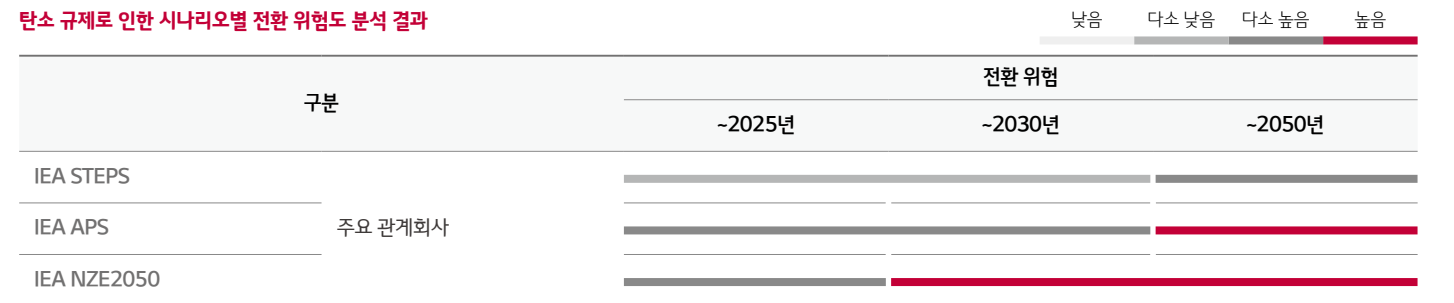 탄소 규제로 인한 시나리오별 전환 위험도 분석 결과
낮음 다소 낮음 다소 높음 높음
구분
전환 위험
~2025년 ~2030년 ~2050년
IEA STEPS
IEA APS 주요 관계회사
IEA NZE2050